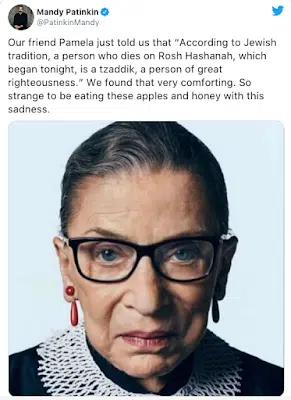 Mandy Patinkin
@PatinkinMandy
Our friend Pamela just told us that “According to Jewish
tradition, a person who dies on Rosh Hashanah, which
began tonight, is a tzaddik, a person of great
righteousness.” We found that very comforting. So
strange to be eating these apples and honey with this
sadness.